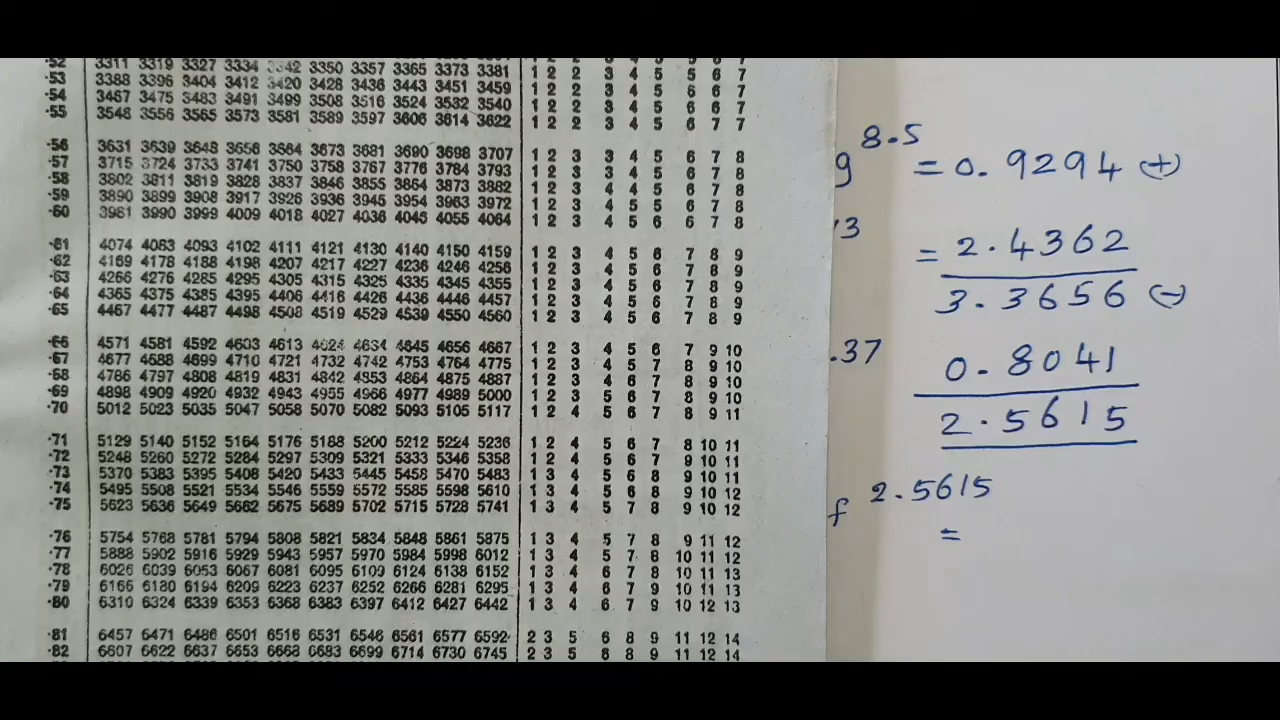 ·52 3311 3319 3327 3334 3342 3350 3357 3365 3373 3381 1 2 2 3 4 5 5 6 7
·53 3388 3396 3404 3412 3420 3428 3436 3443 3451 3459 1 2 2 3 4 5 5 6 7
·54 3467 3475 3483 3491 3499 3508 3516 3524 3532 3540 1 2 2 3 4 5 6 6 7
·55 3548 3556 3565 3573 3581 3589 3597 3606 3614 3622 1 2 2 3 4 5 6 7 7
·56 3631 3639 3648 3656 3664 3673 3681 3690 3698 3707 1 2 3 3 4 5 6 7 8
·57 3715 3724 3733 3741 3750 3758 3767 3776 3784 3793 1 2 3 3 4 5 6 7 8
·58 3802 3811 3819 3828 3837 3846 3855 3864 3873 3882 1 2 3 4 4 5 6 7 8
·59 3890 3899 3908 3917 3926 3936 3945 3954 3963 3972 1 2 3 4 5 5 6 7 8
·60 3981 3990 3999 4009 4018 4027 4036 4046 4055 4064 1 2 3 4 5 6 6 7 8
·61 4074 4083 4093 4102 4111 4121 4130 4140 4150 4159 1 2 3 4 5 6 7 8 9
·62 4169 4178 4188 4198 4207 4217 4227 4236 4246 4256 1 2 3 4 5 6 7 8 9
·63 4266 4276 4285 4295 4305 4315 4325 4335 4345 4355 1 2 3 4 5 6 7 8 9
·64 4365 4375 4385 4395 4406 4416 4426 4436 4446 4457 1 2 3 4 5 6 7 8 9
·65 4467 4477 4487 4498 4508 4519 4529 4539 4550 4560 1 2 3 4 5 6 7 8 9
·66 4571 4581 4592 4603 4613 4624 4634 4645 4656 4667 1 2 3 4 5 6 7 9 10
·67 4677 4688 4699 4710 4721 4732 4742 4753 4764 4775 1 2 3 4 5 7 8 9 10
·68 4786 4797 4808 4819 4831 4842 4853 4864 4875 4887 1 2 3 4 6 7 8 9 10
·69 4898 4909 4920 4932 4943 4955 4966 4977 4989 5000 1 2 3 5 6 7 8 9 10
·70 5012 5023 5035 5047 5058 5070 5082 5093 5105 5117 1 2 4 5 6 7 8 9 11
·71 5129 5140 5152 5164 5176 5188 5200 5212 5224 5236 1 2 4 5 6 7 8 10 11
·72 5248 5260 5272 5284 5297 5309 5321 5333 5346 5358 1 2 4 5 6 7 9 10 11
·73 5370 5383 5395 5408 5420 5433 5445 5458 5470 5483 1 3 4 5 6 8 9 10 11
·74 5495 5508 5521 5534 5546 5559 5572 5585 5598 5610 1 3 4 5 6 8 9 10 12
·75 5623 5636 5649 5662 5675 5689 5702 5715 5728 5741 1 3 4 5 7 8 9 10 12
·76 5754 5768 5781 5794 5808 5821 5834 5848 5861 5875 1 3 4 5 7 8 9 11 12
·77 5888 5902 5916 5929 5943 5957 5970 5984 5998 6012 1 3 4 5 7 8 10 11 12
·78 6026 6039 6053 6067 6081 6095 6109 6124 6138 6152 1 3 4 6 7 8 10 11 13
·79 6166 6180 6194 6209 6223 6237 6252 6266 6281 6295 1 3 4 6 7 9 10 11 13
·80 6310 6324 6339 6353 6368 6383 6397 6412 6427 6442 1 3 4 6 7 9 10 12 13
·81 6457 6471 6486 6501 6516 6531 6546 6561 6577 6592 2 3 5 6 8 9 11 12 14
·82 6607 6622 6637 6653 6668 6683 6699 6714 6730 6745 2 3 5 6 8 9 11 12 14
g 8.5 = 0.9294 (+)
73 = 2.4362
3.3656 (-)
.37 0.8041
2.5615
f 2.5615
=